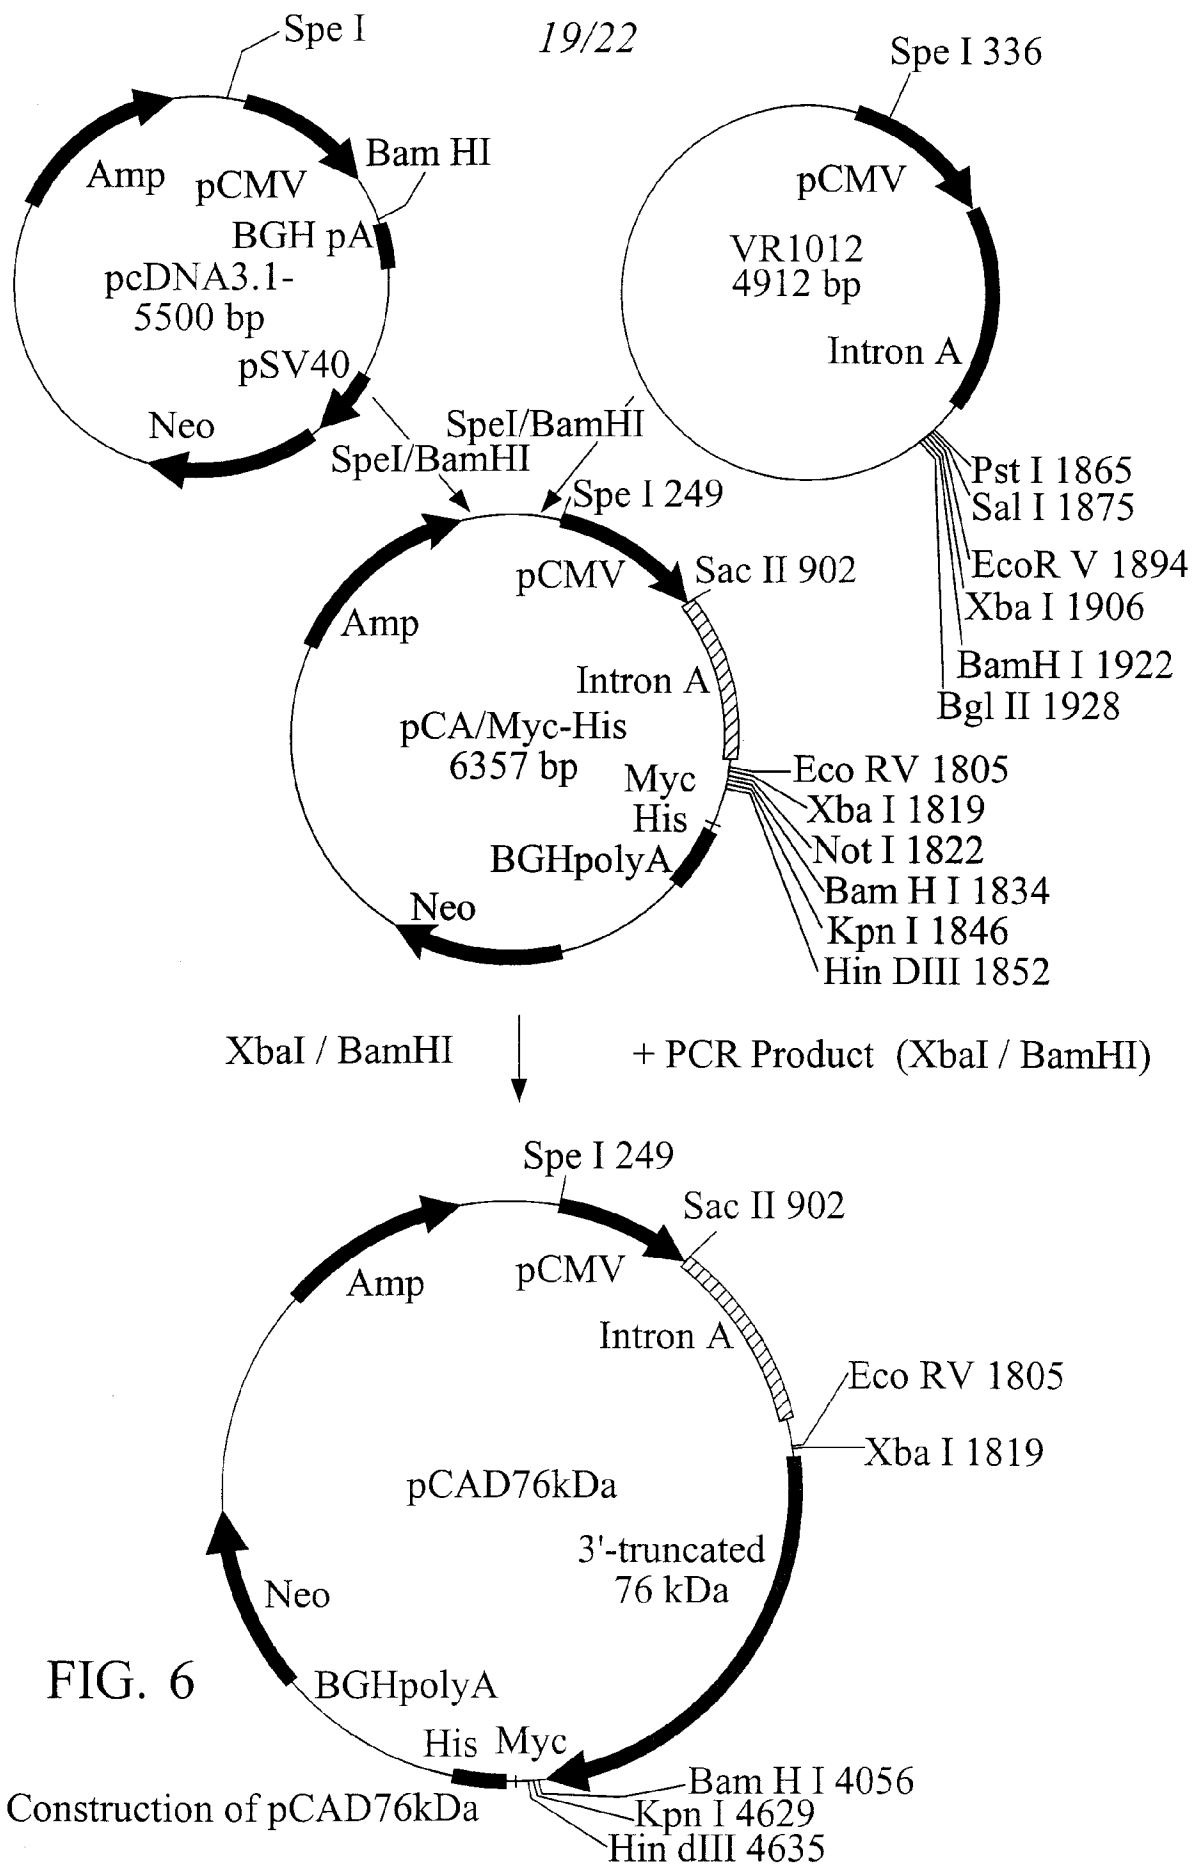 19/22
Spe I
Amp
pCMV
Bam HI
BGH pA
pcDNA3.1-
5500 bp
pSV40
Neo
SpeI/BamHI
Spe I 336
pCMV
VR1012
4912 bp
Intron A
SpeI/BamHI
Pst I 1865
Sal I 1875
EcoR V 1894
Xba I 1906
BamH I 1922
Bgl II 1928
Spe I 249
pCMV
Sac II 902
Amp
Intron A
pCA/Myc-His
6357 bp
Myc
His
BGHpolyA
Neo
Eco RV 1805
Xba I 1819
Not I 1822
Bam H I 1834
Kpn I 1846
Hin DIII 1852
XbaI / BamHI
+ PCR Product (XbaI / BamHI)
Spe I 249
Sac II 902
pCMV
Amp
Intron A
Eco RV 1805
Xba I 1819
pCAD76kDa
3'-truncated
76 kDa
Neo
BGHpolyA
His Myc
Bam H I 4056
Kpn I 4629
Hin dIII 4635
FIG. 6
Construction of pCAD76kDa